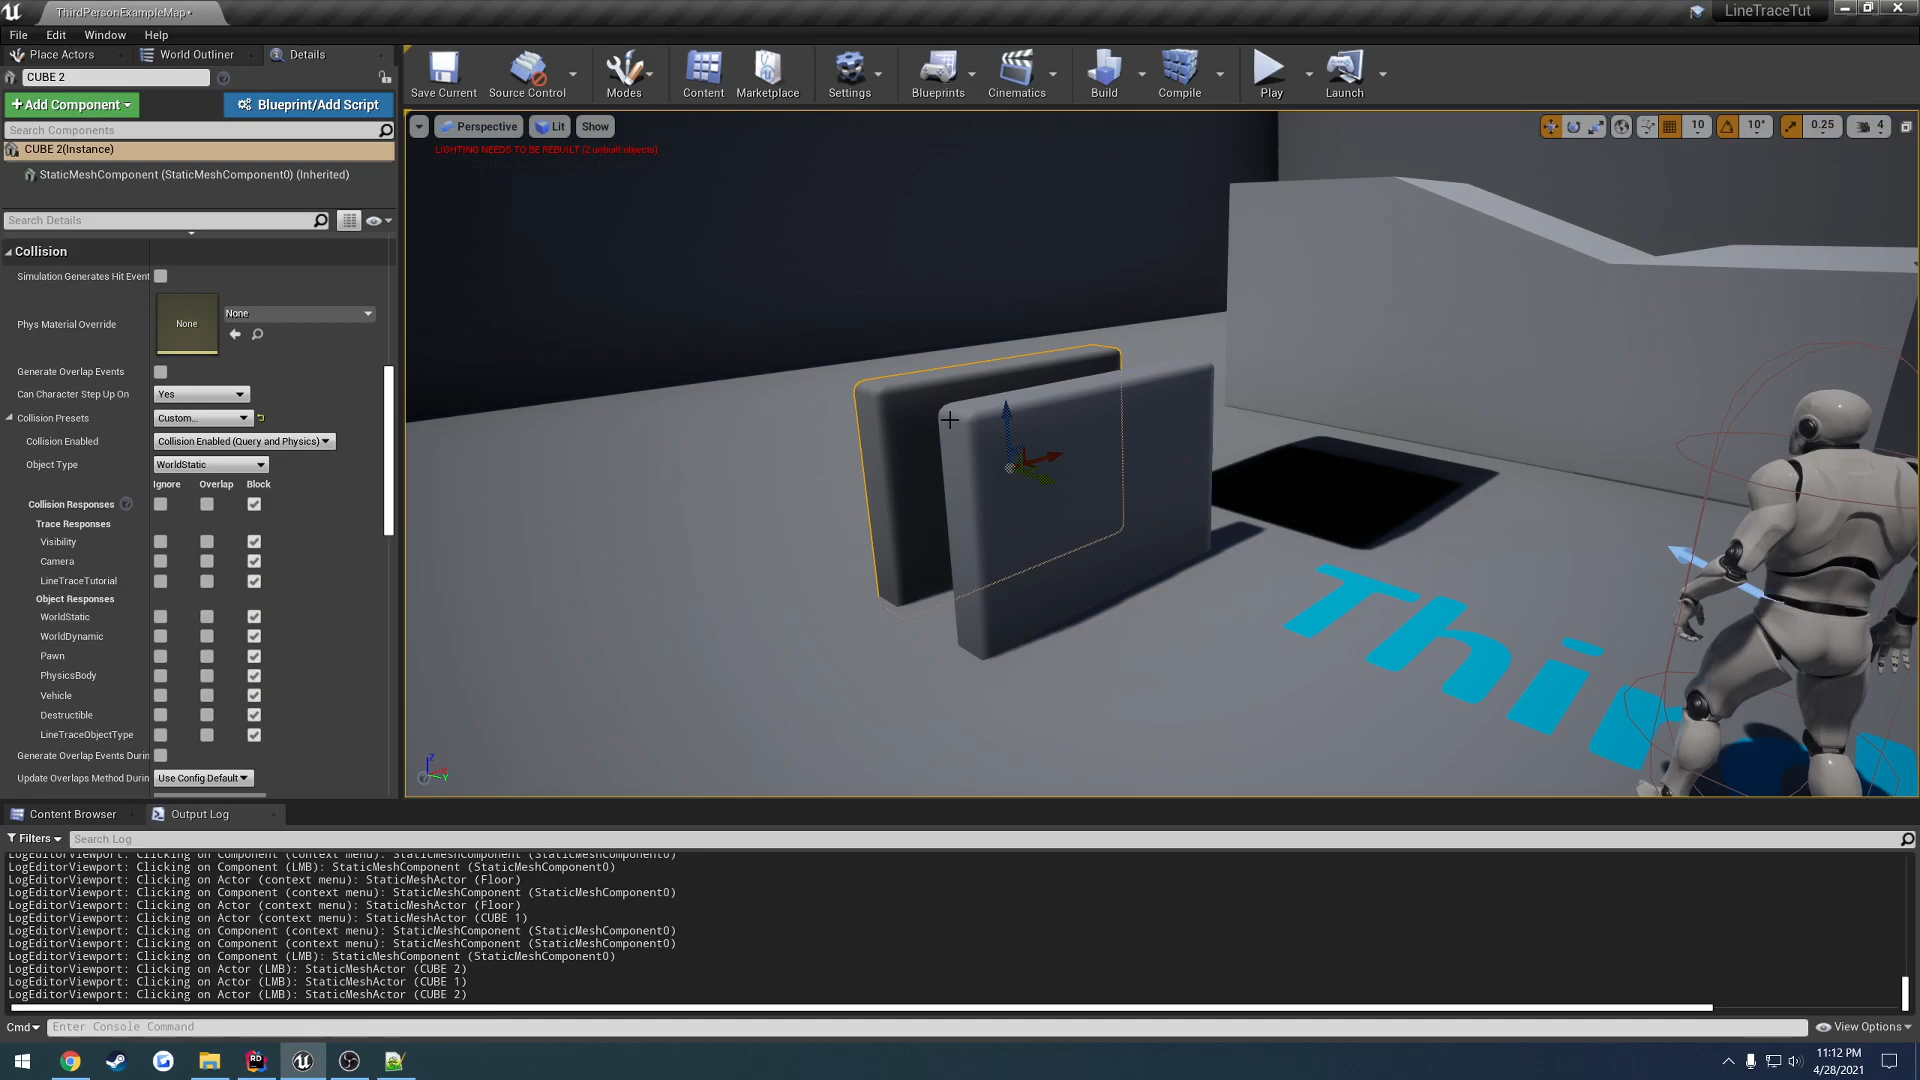 ThirdPersonExampleMap•
LineTraceTut
File Edit Window Help
Place Actors
World Outliner
Details
CUBE 2
+Add Component
Blueprint/Add Script
Search Components
CUBE 2(Instance)
StaticMeshComponent (StaticMeshComponent0) (Inherited)
Search Details
Save Current
Source Control
Modes
Content
Marketplace
Settings
Blueprints
Cinematics
Build
Compile
Play
Launch
Perspective
Lit
Show
10
10°
0.25
4
LIGHTING NEEDS TO BE REBUILT (2 unbuilt objects)
Collision
Simulation Generates Hit Event
Phys Material Override
None
None
Generate Overlap Events
Can Character Step Up On
Yes
Collision Presets
Custom...
Collision Enabled
Collision Enabled (Query and Physics)
Object Type
WorldStatic
Ignore Overlap Block
Collision Responses
Trace Responses
Visibility
Camera
LineTraceTutorial
Object Responses
WorldStatic
WorldDynamic
Pawn
PhysicsBody
Vehicle
Destructible
LineTraceObjectType
Generate Overlap Events Durin
Update Overlaps Method Durin
Use Config Default
Thi
Z
X
Y
Content Browser
Output Log
Filters
Search Log
LogEditorViewport: Clicking on Component (context menu): StaticMeshComponent (StaticMeshComponent0)
LogEditorViewport: Clicking on Component (LMB): StaticMeshComponent (StaticMeshComponent0)
LogEditorViewport: Clicking on Actor (context menu): StaticMeshActor (Floor)
LogEditorViewport: Clicking on Component (context menu): StaticMeshComponent (StaticMeshComponent0)
LogEditorViewport: Clicking on Actor (context menu): StaticMeshActor (Floor)
LogEditorViewport: Clicking on Actor (context menu): StaticMeshActor (CUBE 1)
LogEditorViewport: Clicking on Component (context menu): StaticMeshComponent (StaticMeshComponent0)
LogEditorViewport: Clicking on Component (context menu): StaticMeshComponent (StaticMeshComponent0)
LogEditorViewport: Clicking on Component (LMB): StaticMeshComponent (StaticMeshComponent0)
LogEditorViewport: Clicking on Actor (LMB): StaticMeshActor (CUBE 2)
LogEditorViewport: Clicking on Actor (LMB): StaticMeshActor (CUBE 1)
LogEditorViewport: Clicking on Actor (LMB): StaticMeshActor (CUBE 2)
Cmd
Enter Console Command
View Options
RD
11:12 PM
4/28/2021